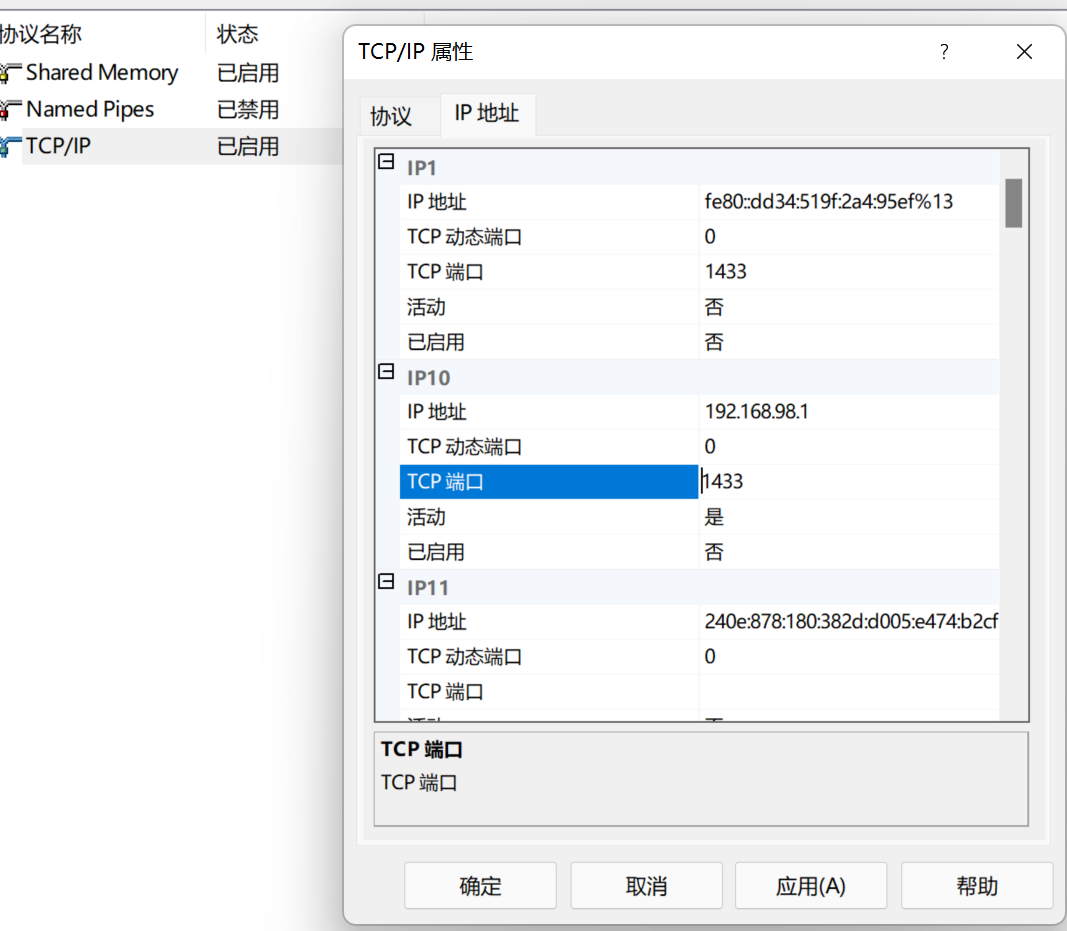 协议名称 状态
Shared Memory 已启用
Named Pipes 已禁用
TCP/IP 已启用
TCP/IP 属性 ?
协议 IP 地址
IP1
IP 地址 fe80::dd34:519f:2a4:95ef%13
TCP 动态端口 0
TCP 端口 1433
活动 否
已启用 否
IP10
IP 地址 192.168.98.1
TCP 动态端口 0
TCP 端口 1433
活动 是
已启用 否
IP11
IP 地址 240e:878:180:382d:d005:e474:b2cf
TCP 动态端口 0
TCP 端口
TCP 端口
TCP 端口
确定 取消 应用(A) 帮助